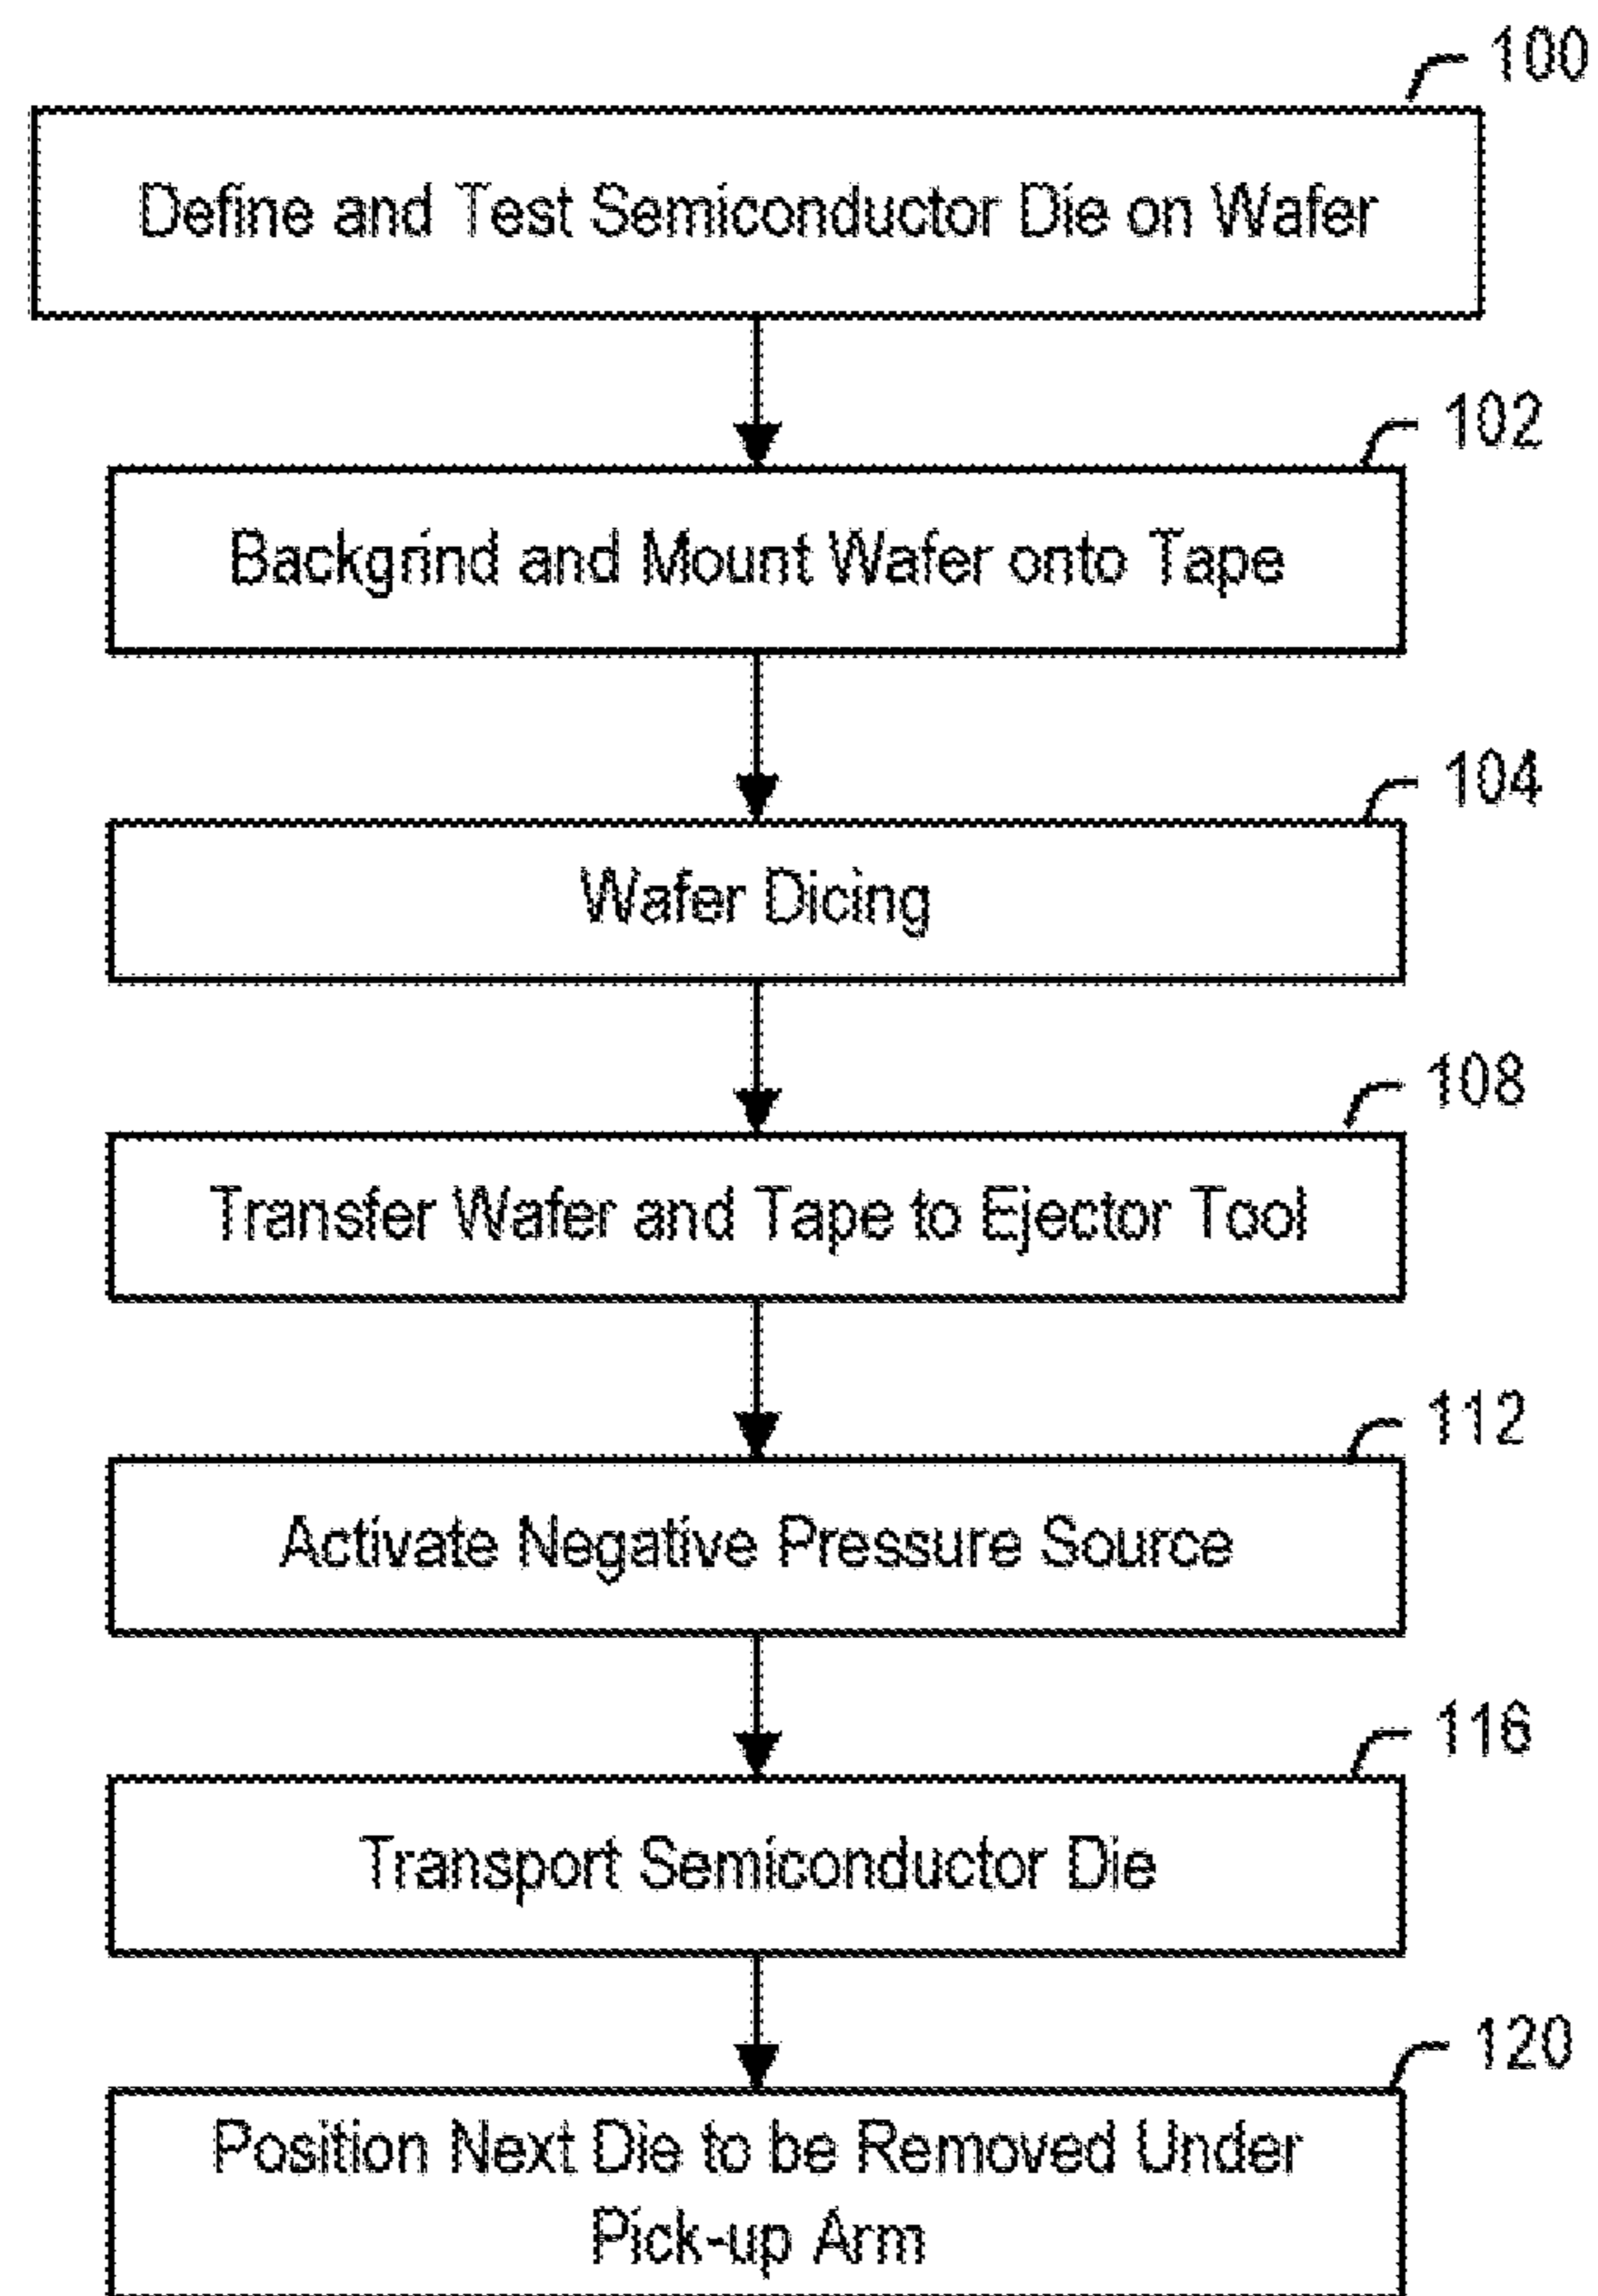 100
Define and Test Semiconductor Die on Wafer
102
Backgrind and Mount Wafer onto Tape
104
Wafer Dicing
108
Transfer Wafer and Tape to Ejector Tool
112
Activate Negative Pressure Source
116
Transport Semiconductor Die
120
Position Next Die to be Removed Under
Pick-up Arm